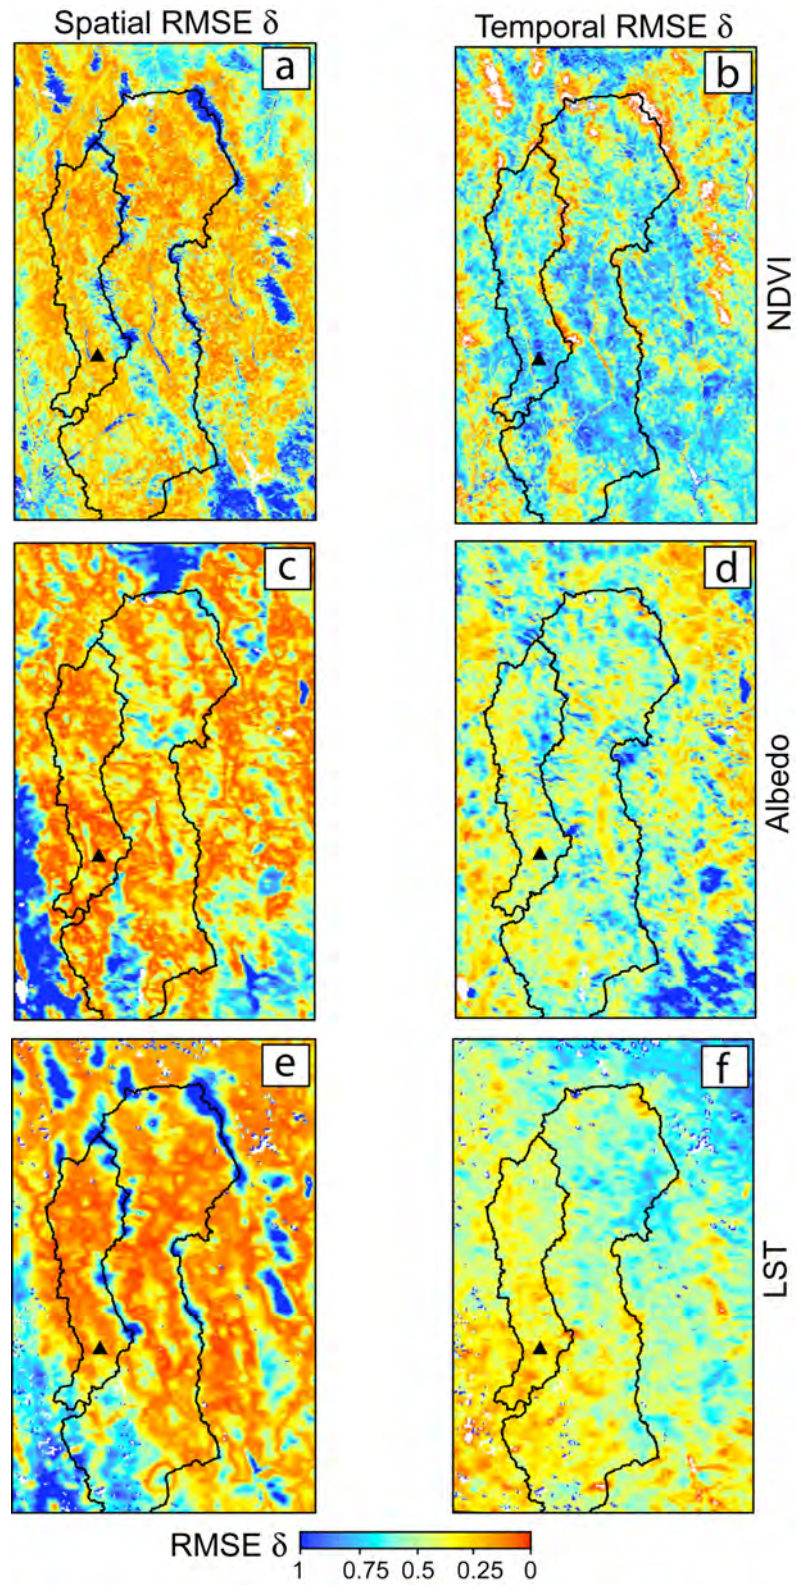 Spatial RMSE δ
Temporal RMSE δ
a
b
NDVI
c
d
Albedo
e
f
LST
RMSE δ
1 0.75 0.5 0.25 0